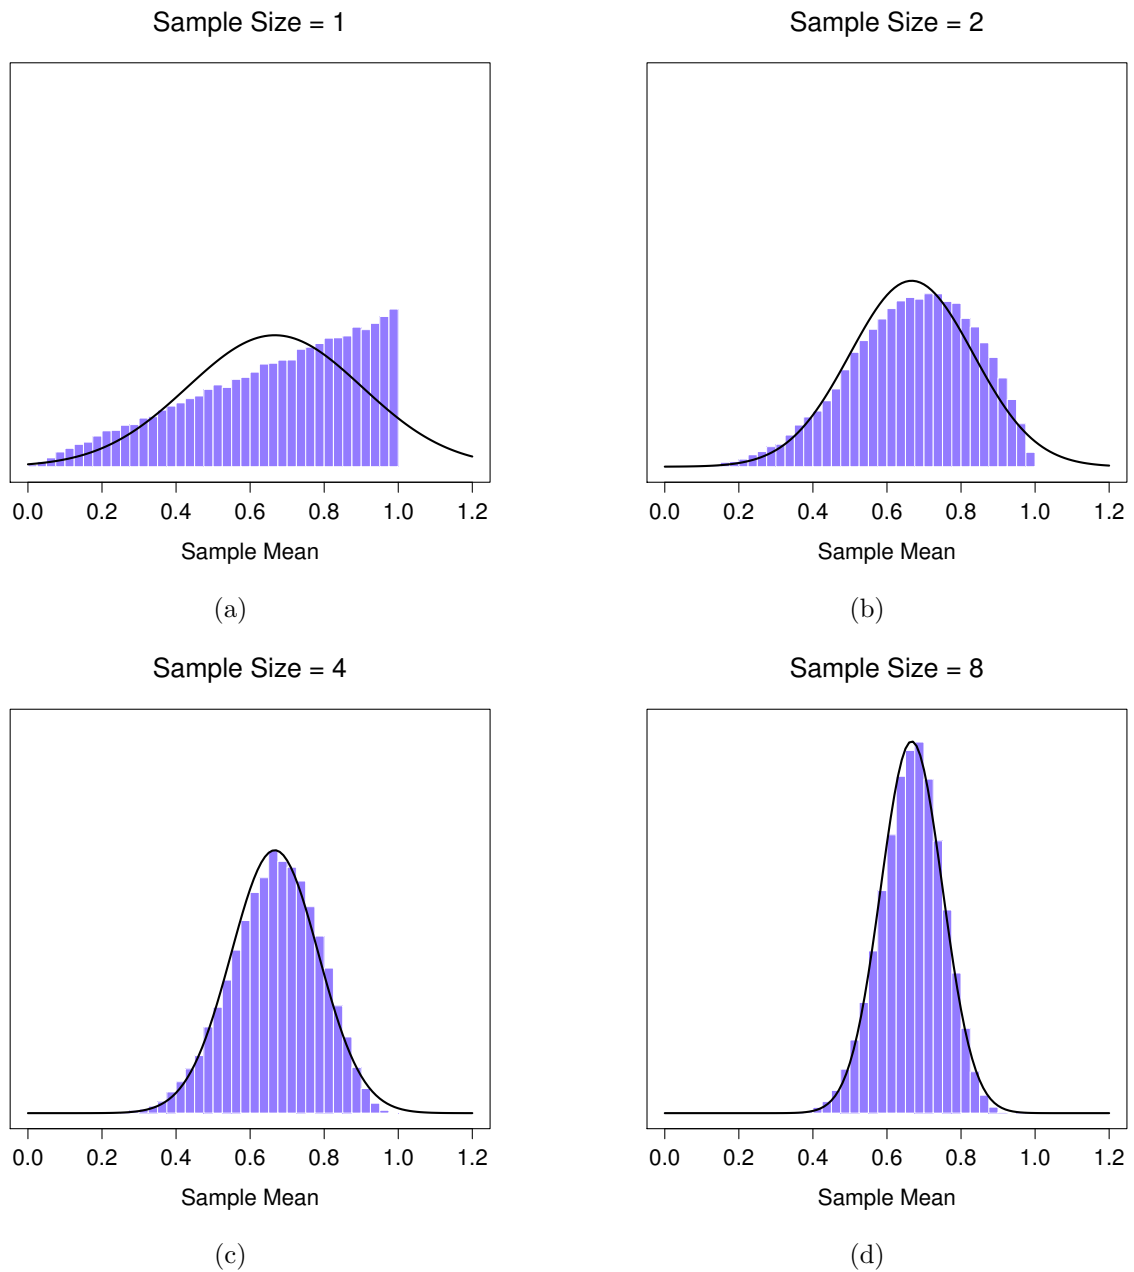 Sample Size = 1
0.0 0.2 0.4 0.6 0.8 1.0 1.2
Sample Mean
(a)
Sample Size = 2
0.0 0.2 0.4 0.6 0.8 1.0 1.2
Sample Mean
(b)
Sample Size = 4
0.0 0.2 0.4 0.6 0.8 1.0 1.2
Sample Mean
(c)
Sample Size = 8
0.0 0.2 0.4 0.6 0.8 1.0 1.2
Sample Mean
(d)